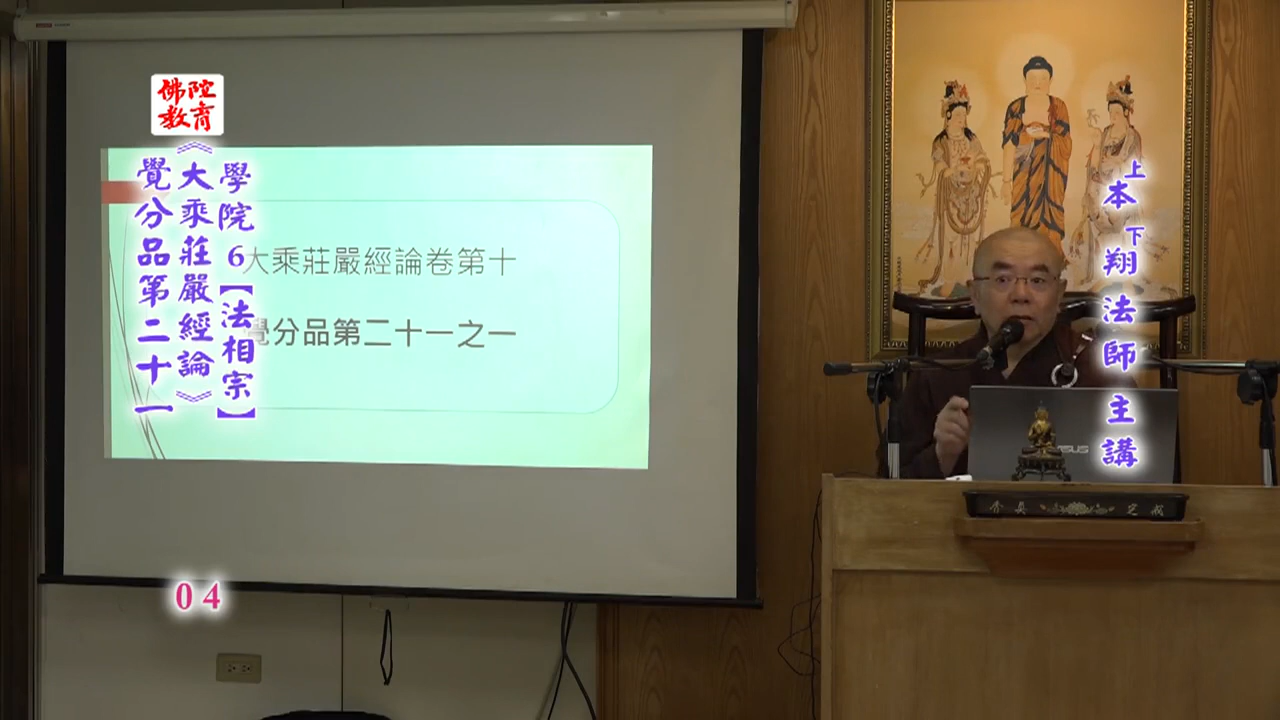 佛陀
教育
學院 6【法相宗】
《大乘莊嚴經論》
覺分品第二十一
大乘莊嚴經論卷第十
覺分品第二十一之一
上本下翔法師 主講
ASUS
04